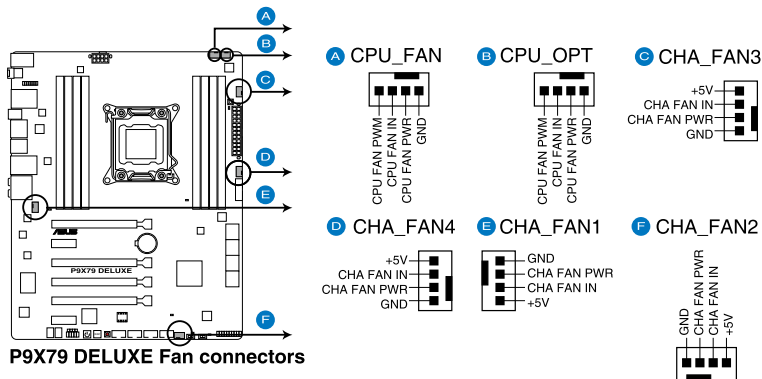 A
B
C
D
E
F
ASUS
P9X79 DELUXE
P9X79 DELUXE Fan connectors
A CPU_FAN
CPU FAN PWM
CPU FAN IN
CPU FAN PWR
GND
B CPU_OPT
CPU FAN PWM
CPU FAN IN
CPU FAN PWR
GND
C CHA_FAN3
+5V
CHA FAN IN
CHA FAN PWR
GND
D CHA_FAN4
+5V
CHA FAN IN
CHA FAN PWR
GND
E CHA_FAN1
GND
CHA FAN PWR
CHA FAN IN
+5V
F CHA_FAN2
GND
CHA FAN PWR
CHA FAN IN
+5V